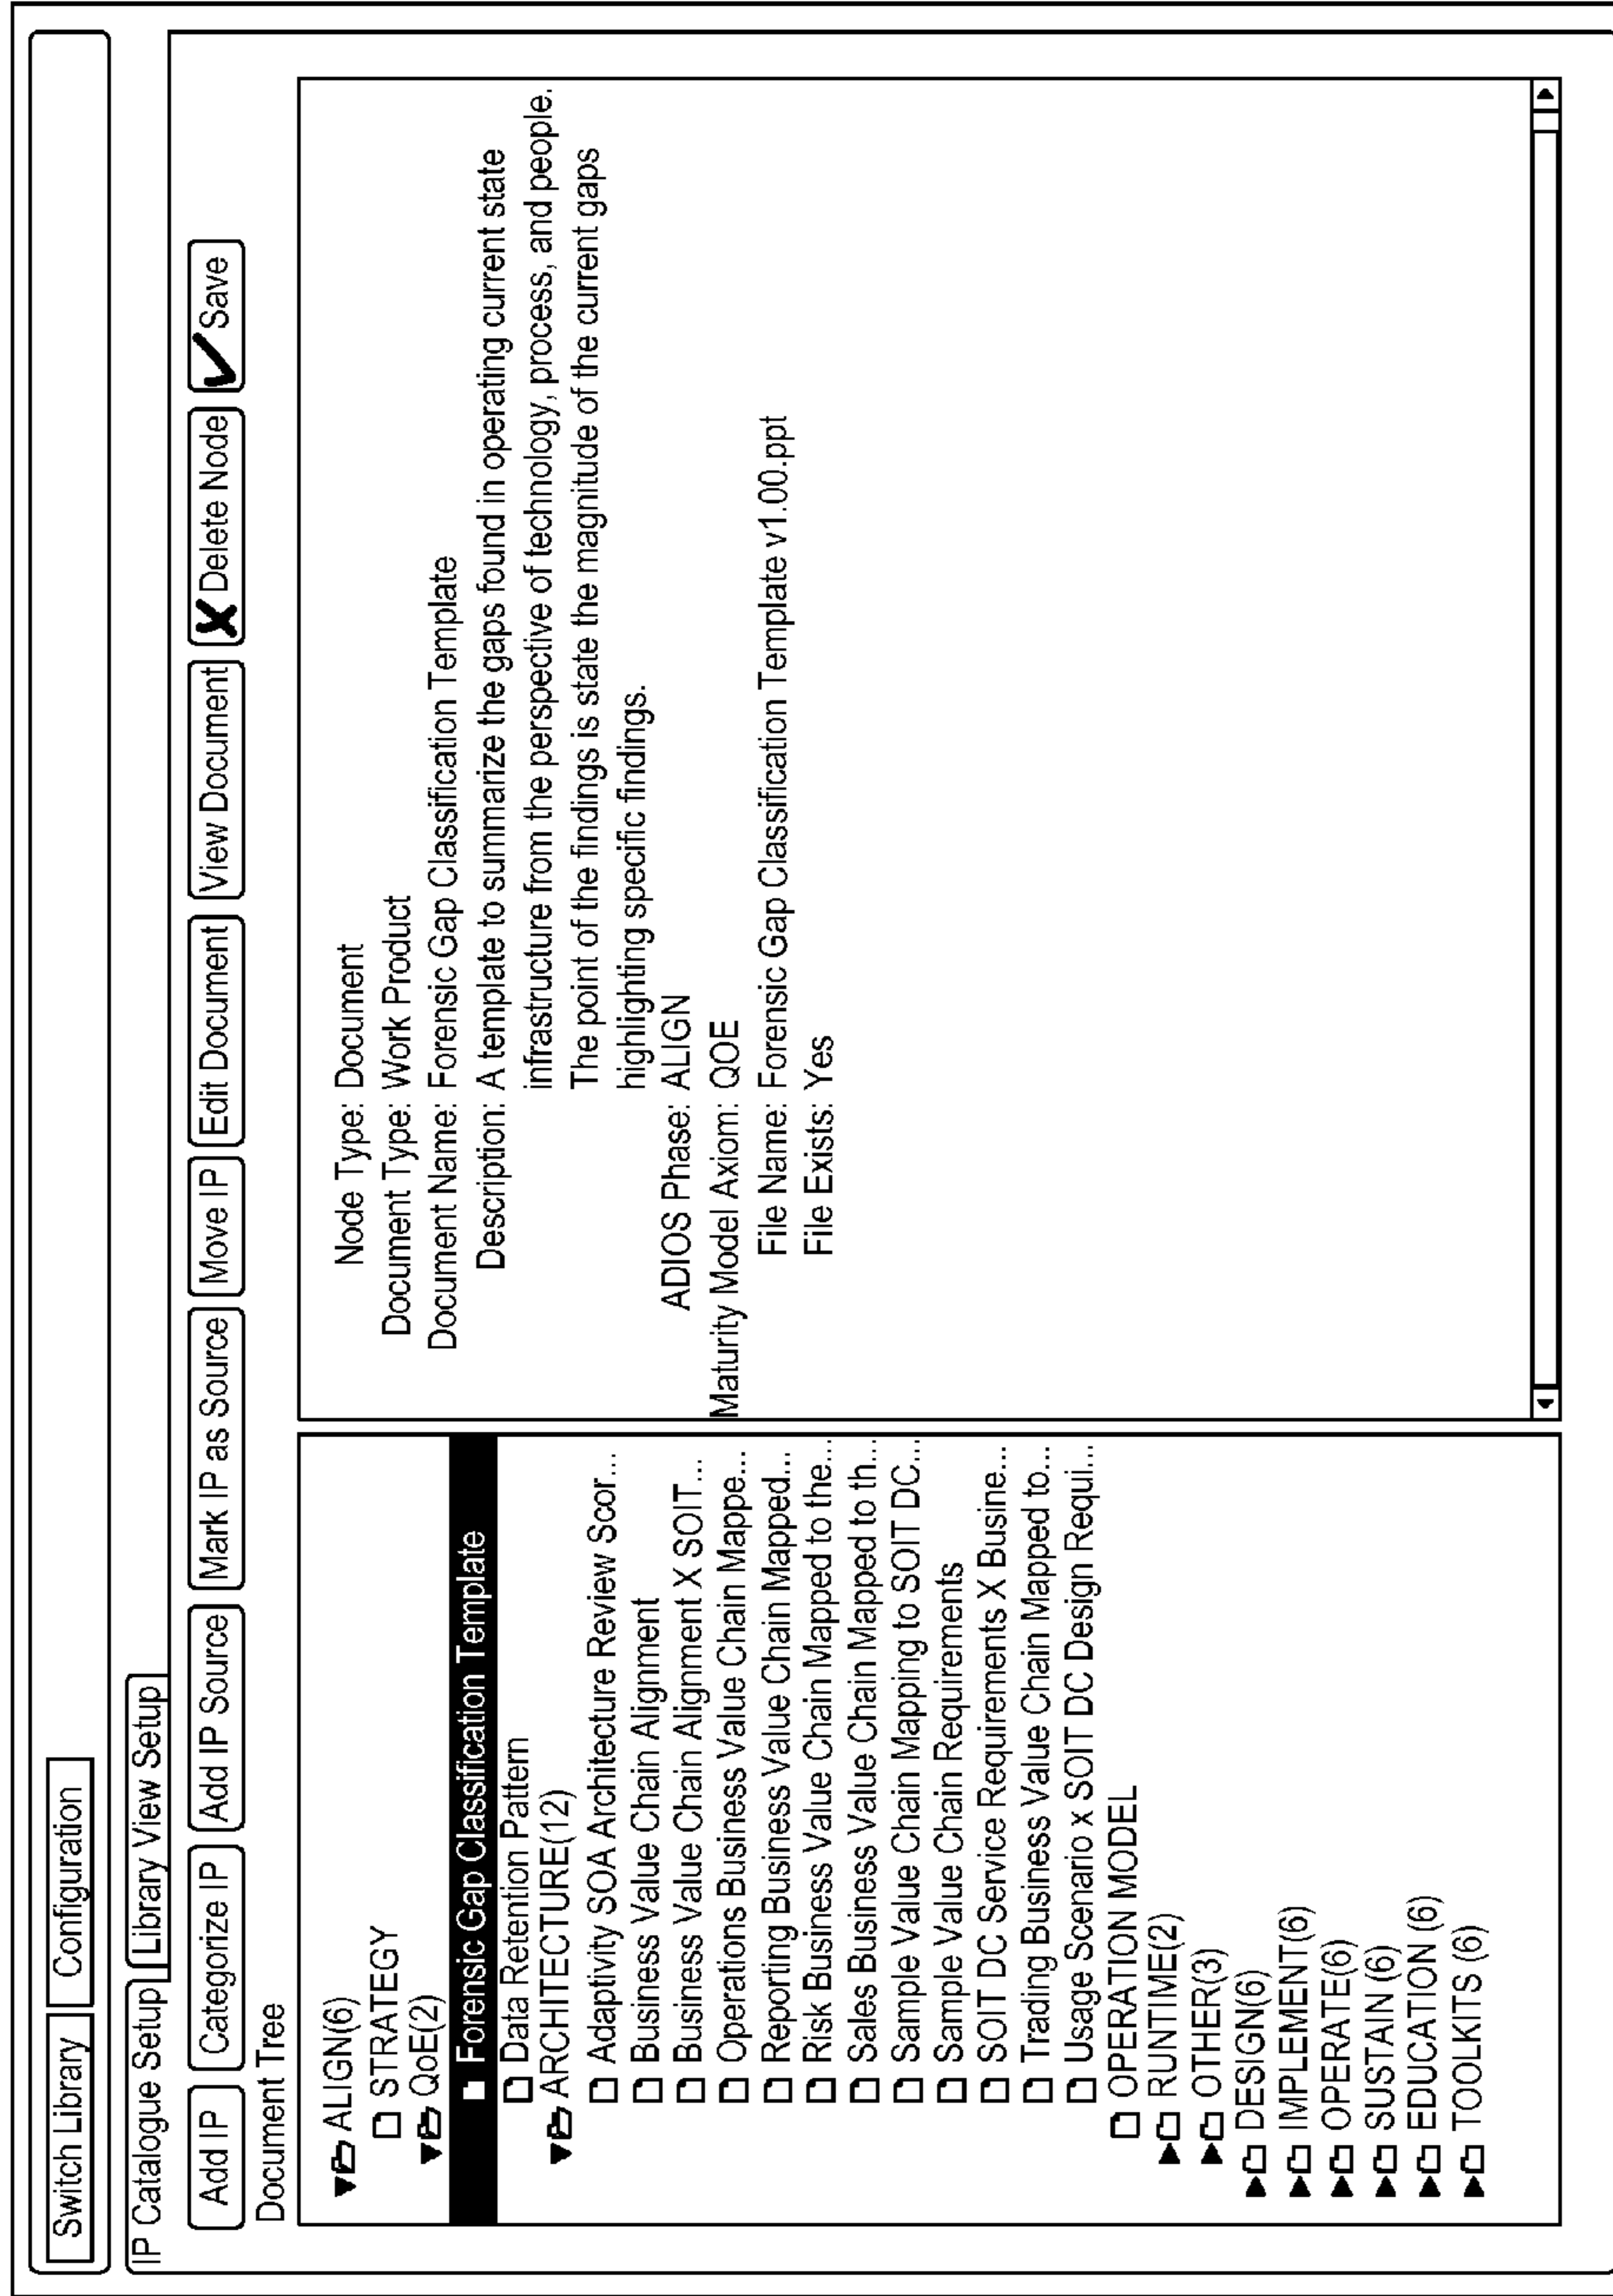 Switch Library Configuration
IP Catalogue Setup Library View Setup
Add IP Categorize IP Add IP Source Mark IP as Source Move IP Edit Document View Document Delete Node Save
Document Tree
ALIGN(6)
STRATEGY
QoE(2)
Forensic Gap Classification Template
Data Retention Pattern
ARCHITECTURE(12)
Adaptivity SOA Architecture Review Scor...
Business Value Chain Alignment
Business Value Chain Alignment X SOIT...
Operations Business Value Chain Mappe...
Reporting Business Value Chain Mapped...
Risk Business Value Chain Mapped to the...
Sales Business Value Chain Mapped to th...
Sample Value Chain Mapping to SOIT DC...
Sample Value Chain Requirements
SOIT DC Service Requirements X Busine...
Trading Business Value Chain Mapped to...
Usage Scenario x SOIT DC Design Requi...
OPERATION MODEL
RUNTIME(2)
OTHER(3)
DESIGN(6)
IMPLEMENT(6)
OPERATE(6)
SUSTAIN (6)
EDUCATION (6)
TOOLKITS (6)
Node Type: Document
Document Type: Work Product
Document Name: Forensic Gap Classification Template
Description: A template to summarize the gaps found in operating current state
infrastructure from the perspective of technology, process, and people.
The point of the findings is state the magnitude of the current gaps
highlighting specific findings.
ADIOS Phase: ALIGN
Maturity Model Axiom: QOE
File Name: Forensic Gap Classification Template v1.00.ppt
File Exists: Yes